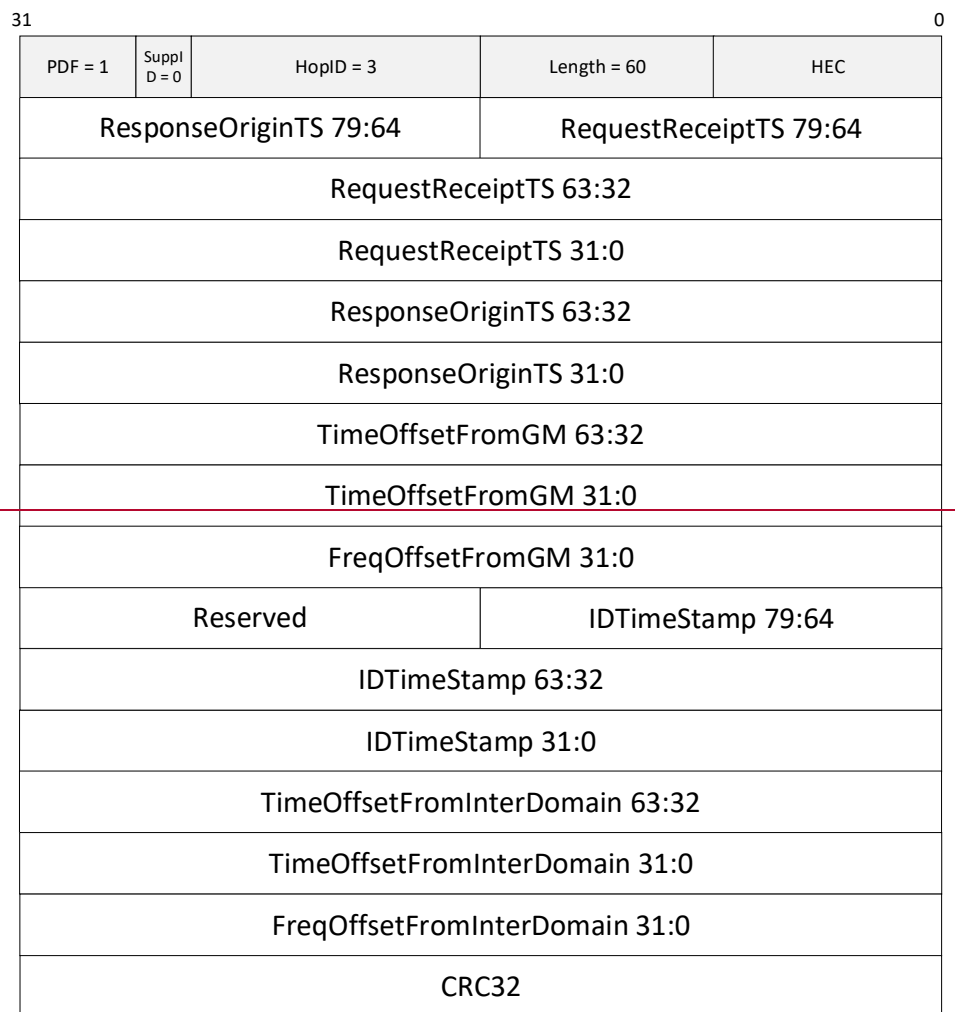 31 0
PDF = 1 SuppI HopID = 3 Length = 60 HEC
D = 0
ResponseOriginTS 79:64 RequestReceiptTS 79:64
RequestReceiptTS 63:32
RequestReceiptTS 31:0
ResponseOriginTS 63:32
ResponseOriginTS 31:0
TimeOffsetFromGM 63:32
TimeOffsetFromGM 31:0
FreqOffsetFromGM 31:0
Reserved IDTimeStamp 79:64
IDTimeStamp 63:32
IDTimeStamp 31:0
TimeOffsetFromInterDomain 63:32
TimeOffsetFromInterDomain 31:0
FreqOffsetFromInterDomain 31:0
CRC32